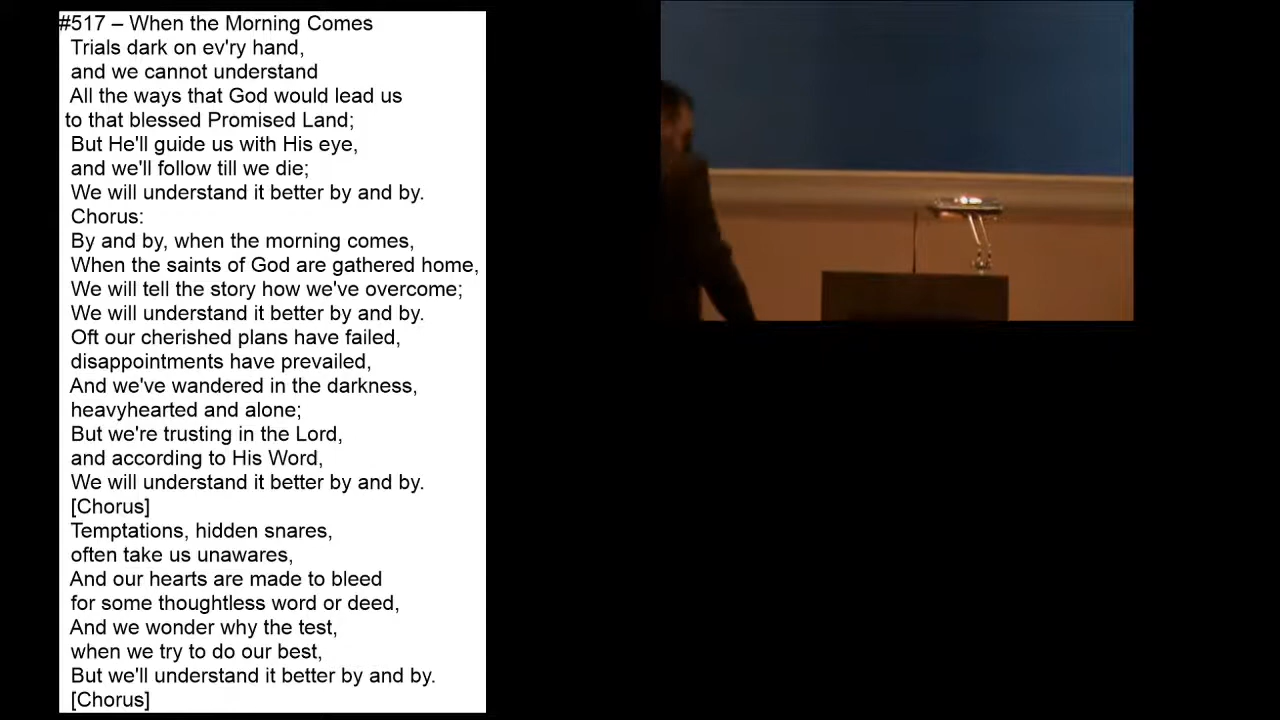 #517 – When the Morning Comes
Trials dark on ev'ry hand,
and we cannot understand
All the ways that God would lead us
to that blessed Promised Land;
But He'll guide us with His eye,
and we'll follow till we die;
We will understand it better by and by.
Chorus:
By and by, when the morning comes,
When the saints of God are gathered home,
We will tell the story how we've overcome;
We will understand it better by and by.
Oft our cherished plans have failed,
disappointments have prevailed,
And we've wandered in the darkness,
heavyhearted and alone;
But we're trusting in the Lord,
and according to His Word,
We will understand it better by and by.
[Chorus]
Temptations, hidden snares,
often take us unawares,
And our hearts are made to bleed
for some thoughtless word or deed,
And we wonder why the test,
when we try to do our best,
But we'll understand it better by and by.
[Chorus]